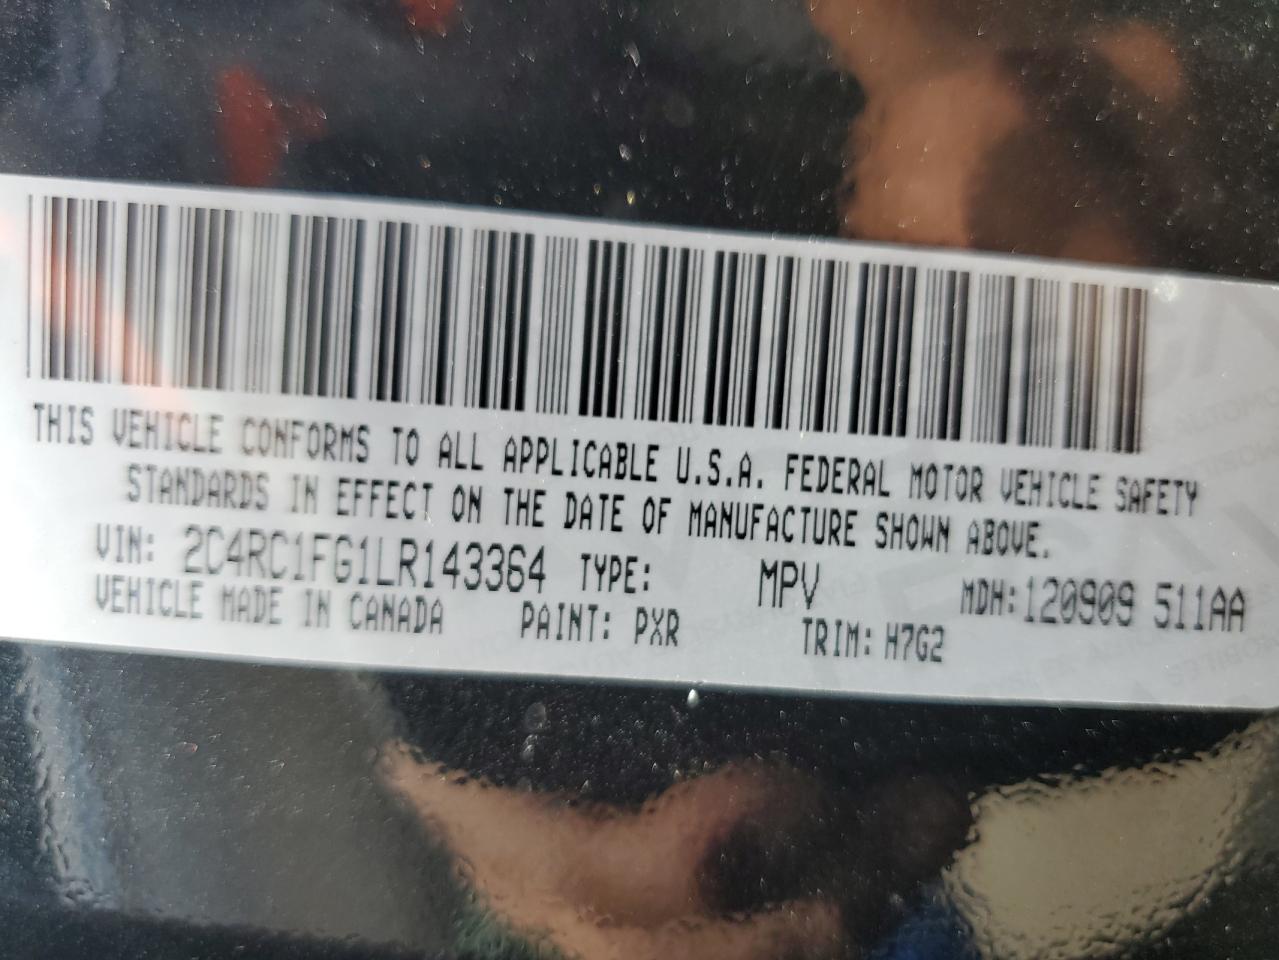 THIS VEHICLE CONFORMS TO ALL APPLICABLE U.S.A. FEDERAL MOTOR VEHICLE SAFETY
STANDARDS IN EFFECT ON THE DATE OF MANUFACTURE SHOWN ABOVE.
VIN: 2C4RC1FG1LR143364 TYPE: MPV MDH:120909 511AA
VEHICLE MADE IN CANADA PAINT: PXR TRIM: H7G2